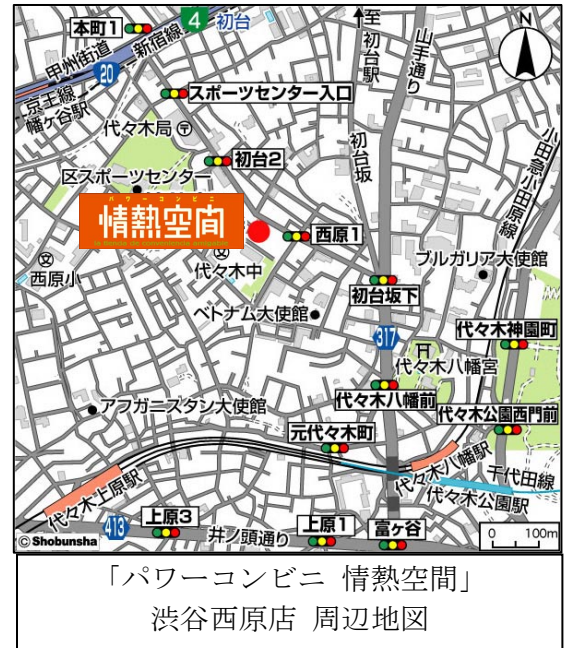 本町1
4
初台
至初台駅
山手通り
N
甲州街道
新宿線
20
京王線
幡ヶ谷駅
スポーツセンター入口
代々木局
初台2
初台坂
小田急小田原線
区スポーツセンター
パワーコンビニ
情熱空間
西原1
文
西原小
文
代々木中
ブルガリア大使館
初台坂下
ベトナム大使館
317
代々木神園町
代々木八幡宮
代々木八幡前
アフガニスタン大使館
代々木公園西門前
元代々木町
代々木八幡駅
千代田線
代々木公園駅
代々木上原駅
413
上原3
井ノ頭通り
上原1
富ヶ谷
0 100m
© Shobunsha
「パワーコンビニ 情熱空間」
渋谷西原店 周辺地図